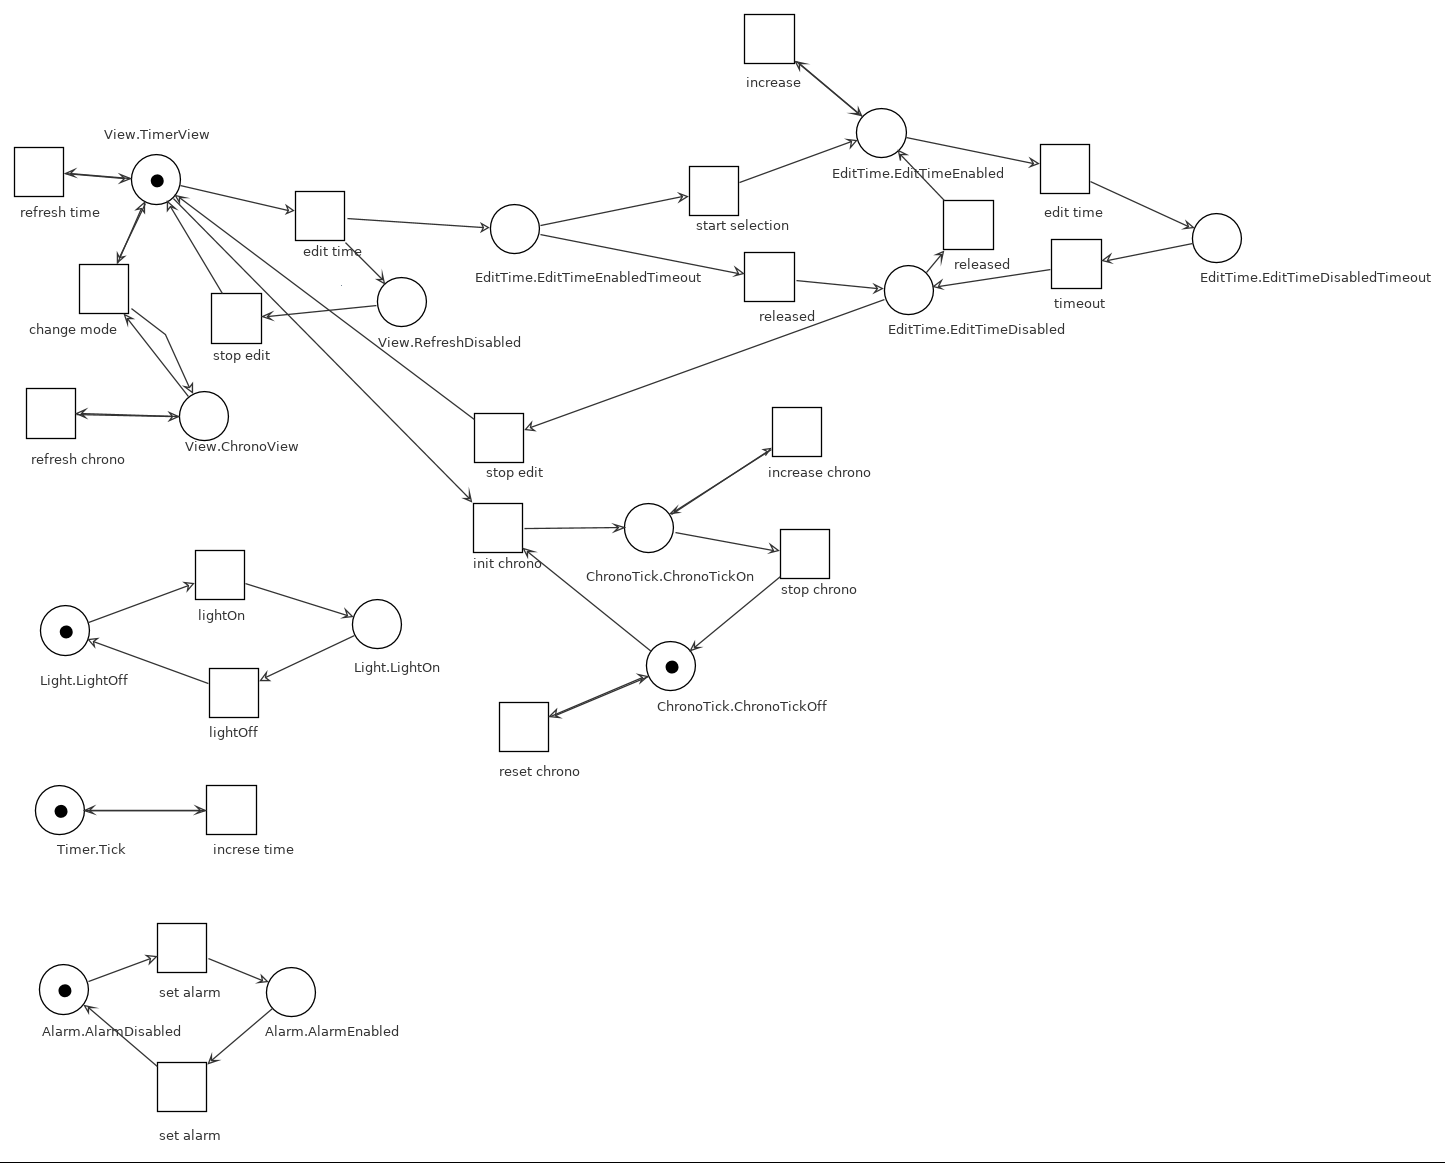 increase
View.TimerView
EditTime.EditTimeEnabled
refresh time
edit time
start selection
edit time
released
EditTime.EditTimeEnabledTimeout
EditTime.EditTimeDisabledTimeout
timeout
released
change mode
EditTime.EditTimeDisabled
View.RefreshDisabled
stop edit
View.ChronoView
refresh chrono
stop edit
increase chrono
init chrono
ChronoTick.ChronoTickOn
stop chrono
lightOn
Light.LightOn
Light.LightOff
ChronoTick.ChronoTickOff
lightOff
reset chrono
Timer.Tick
increse time
set alarm
Alarm.AlarmDisabled
Alarm.AlarmEnabled
set alarm